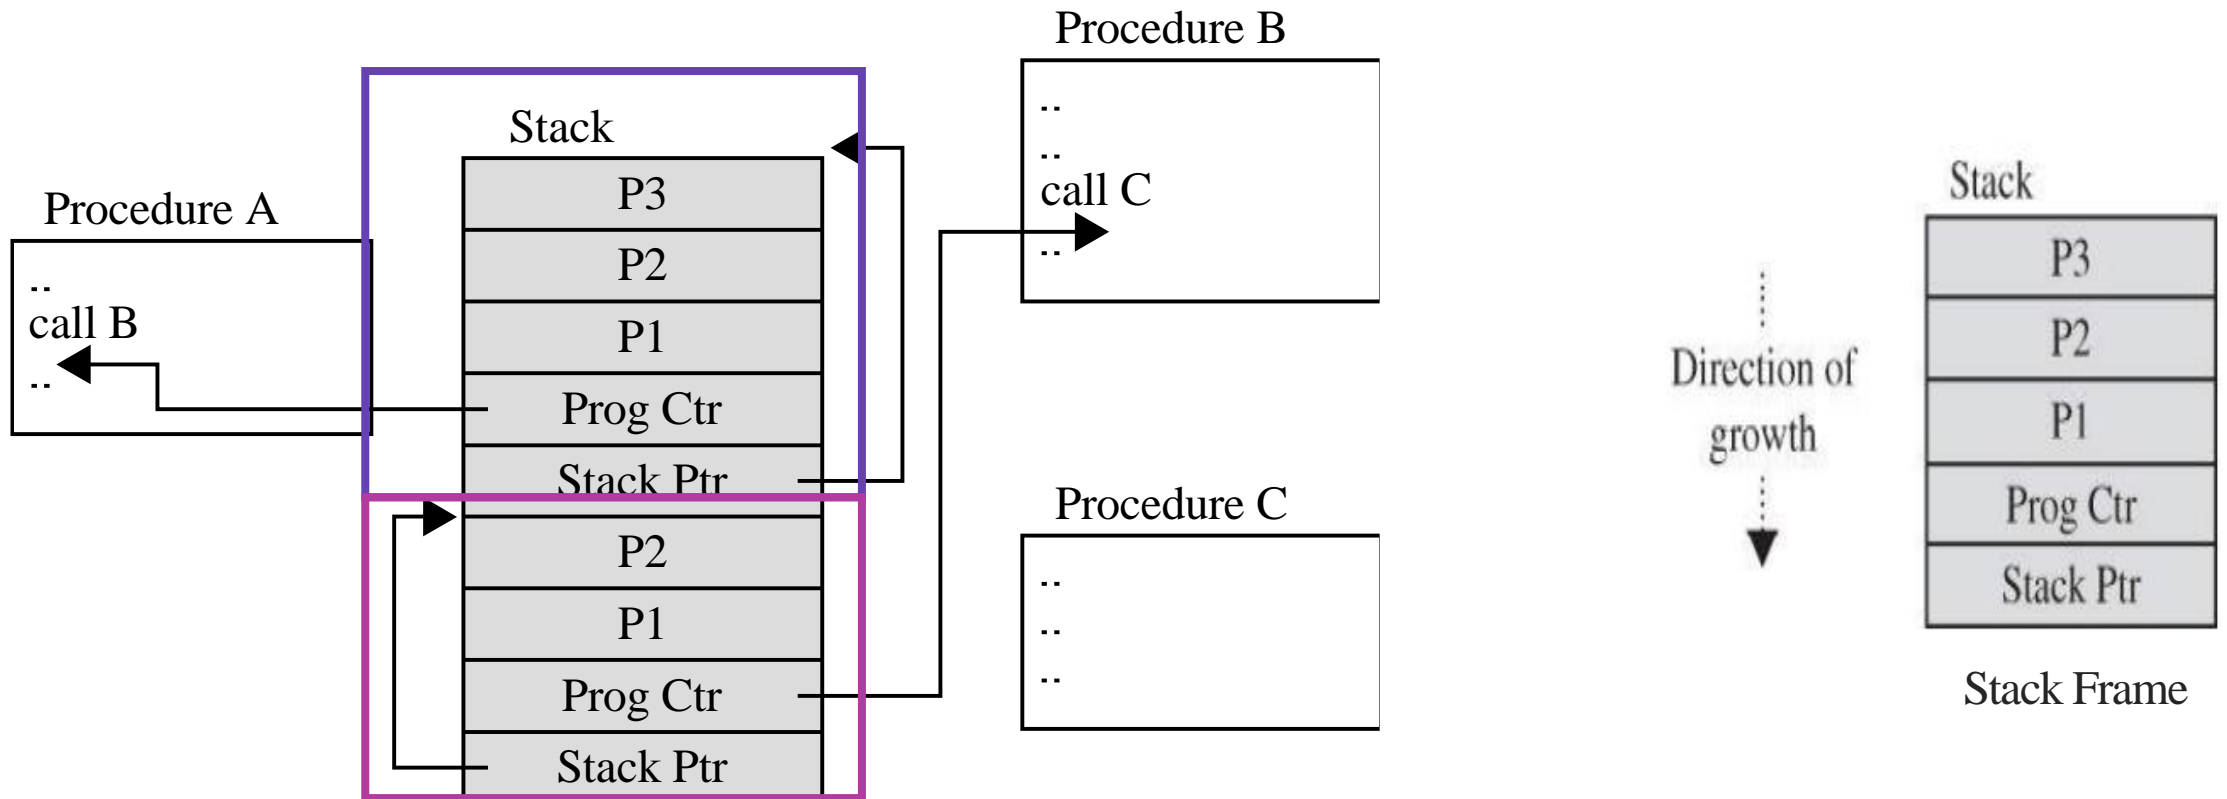 Procedure A
..
call B
..
Stack
P3
P2
P1
Prog Ctr
Stack Ptr
P2
P1
Prog Ctr
Stack Ptr
Procedure B
..
..
call C
..
Procedure C
..
..
..
Direction of
growth
Stack
P3
P2
P1
Prog Ctr
Stack Ptr
Stack Frame